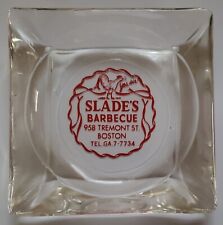 SLADE'S
BARBECUE
958 TREMONT ST.
BOSTON
TEL. GA. 7-7734